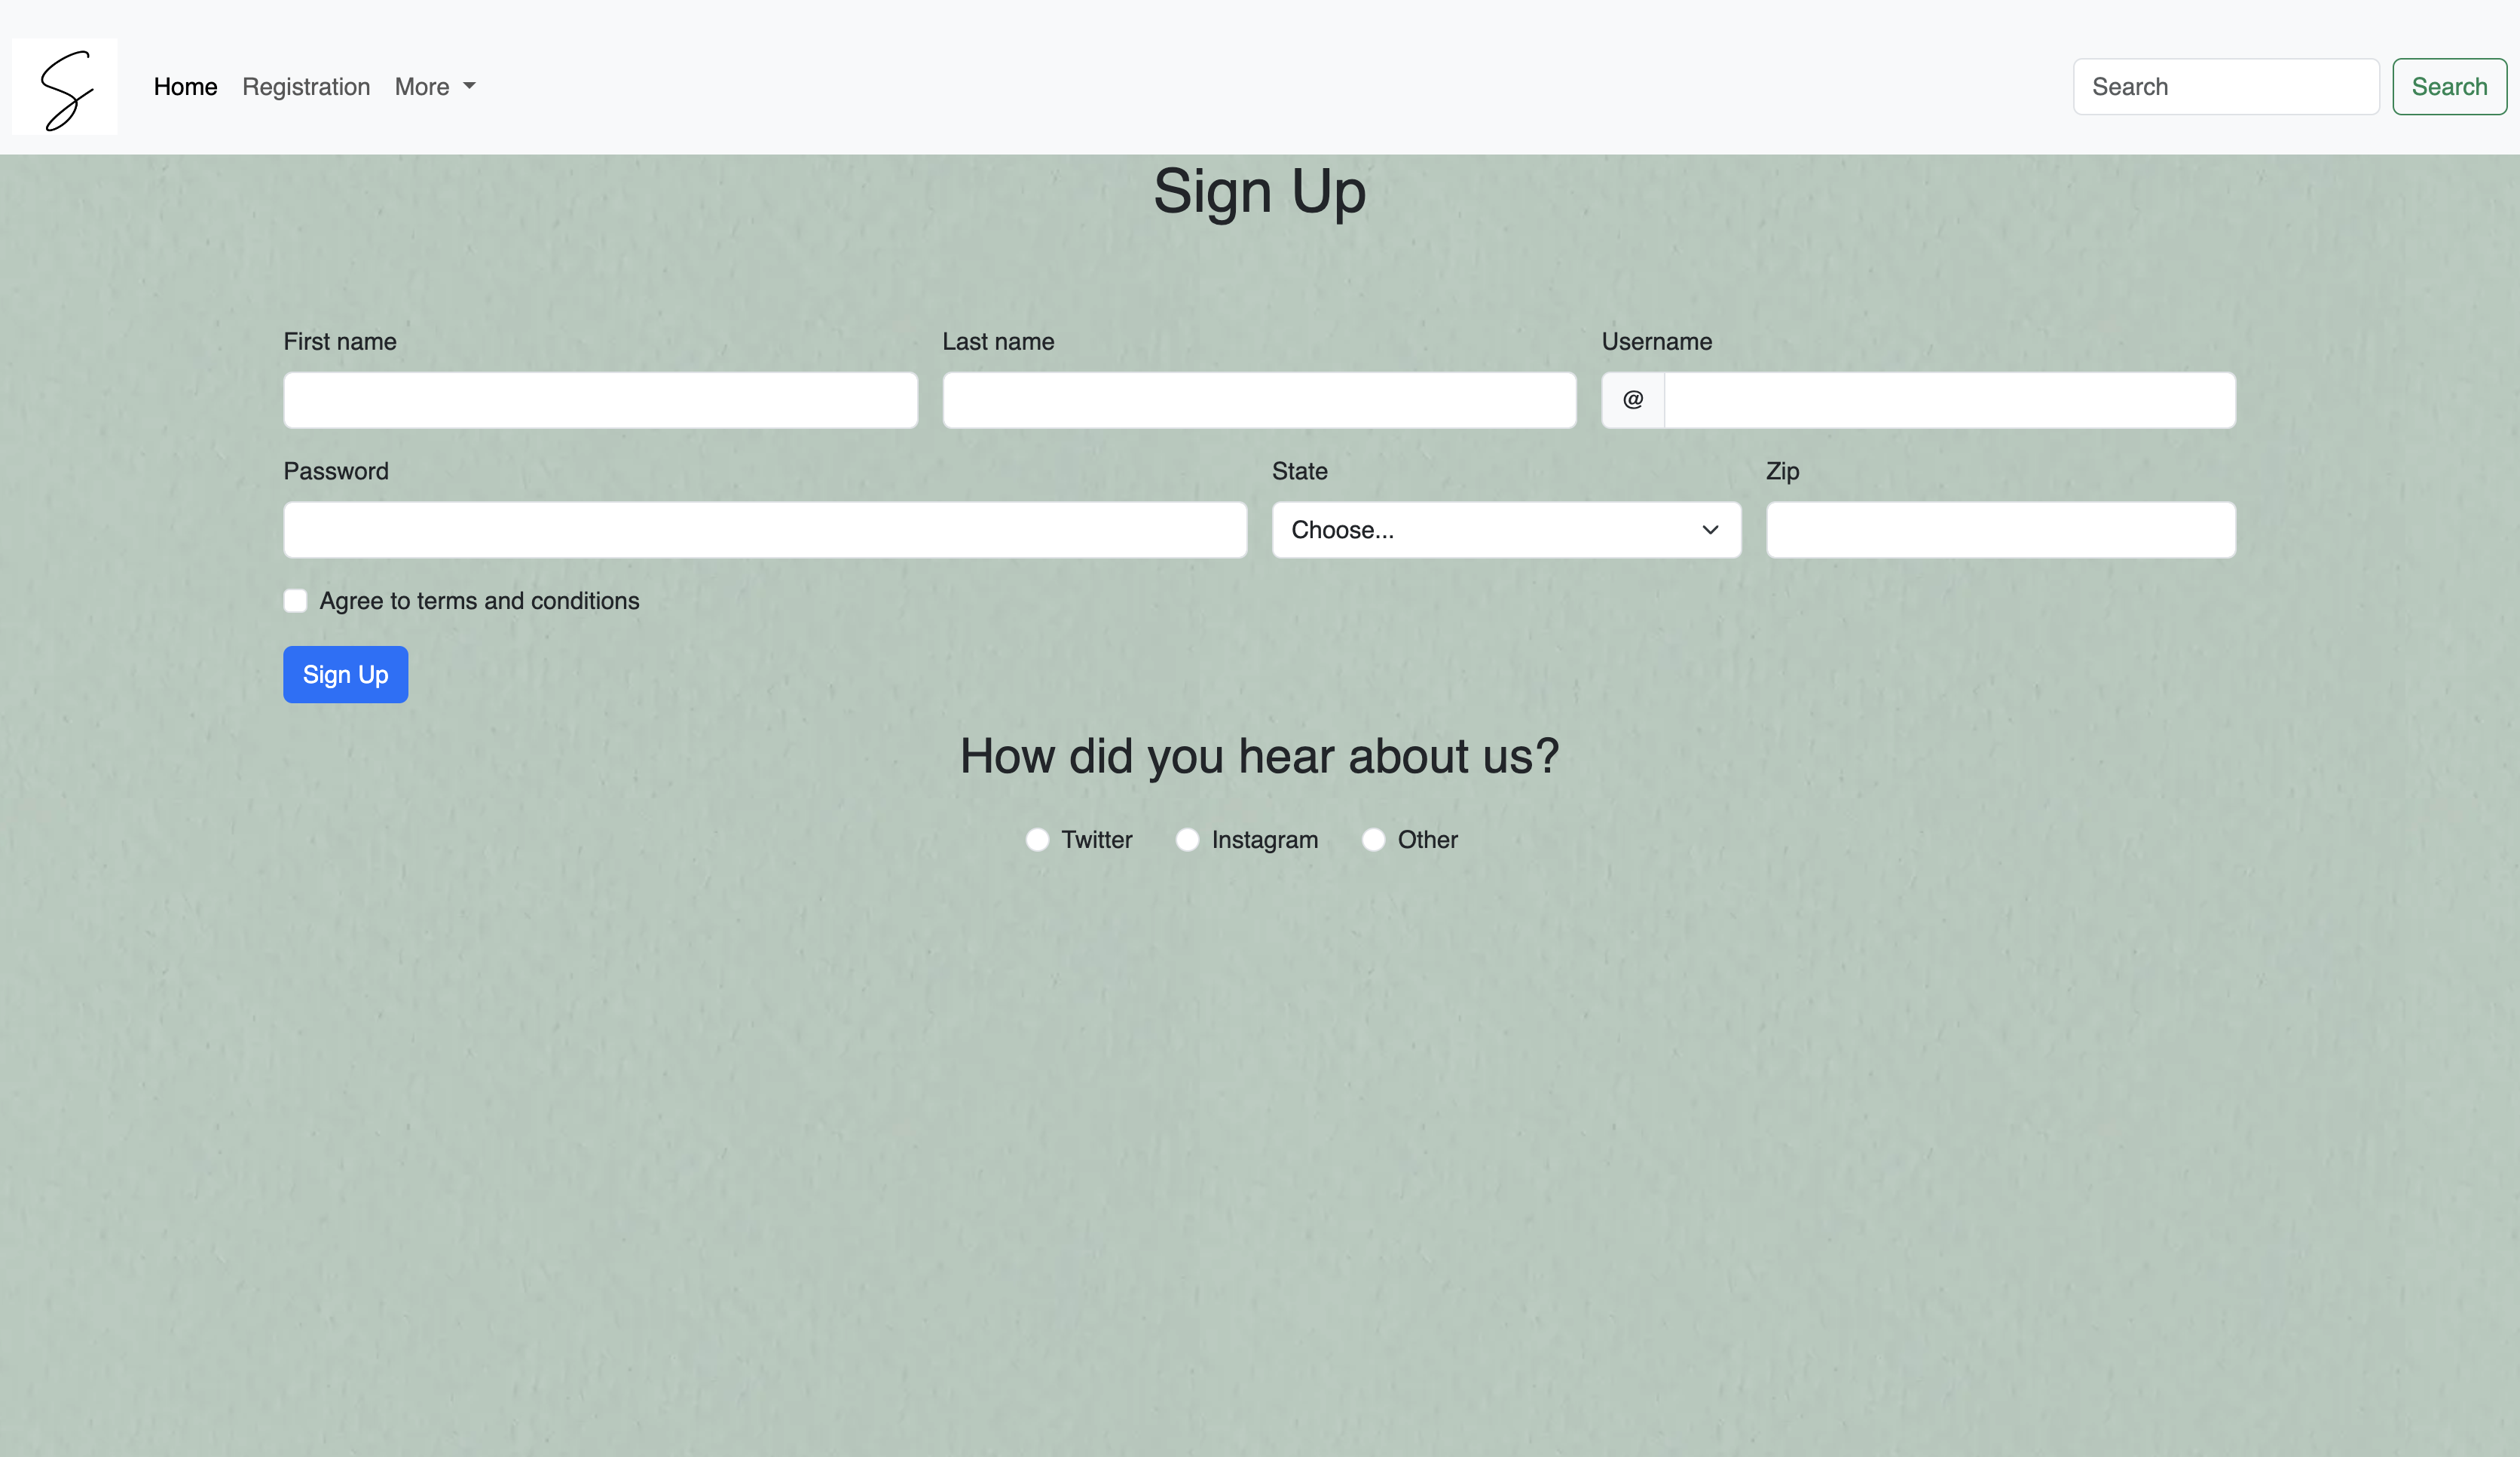 S
Home Registration More Search Search
Sign Up
First name Last name Username
@
Password State Zip
Choose...
Agree to terms and conditions
Sign Up
How did you hear about us?
Twitter Instagram Other